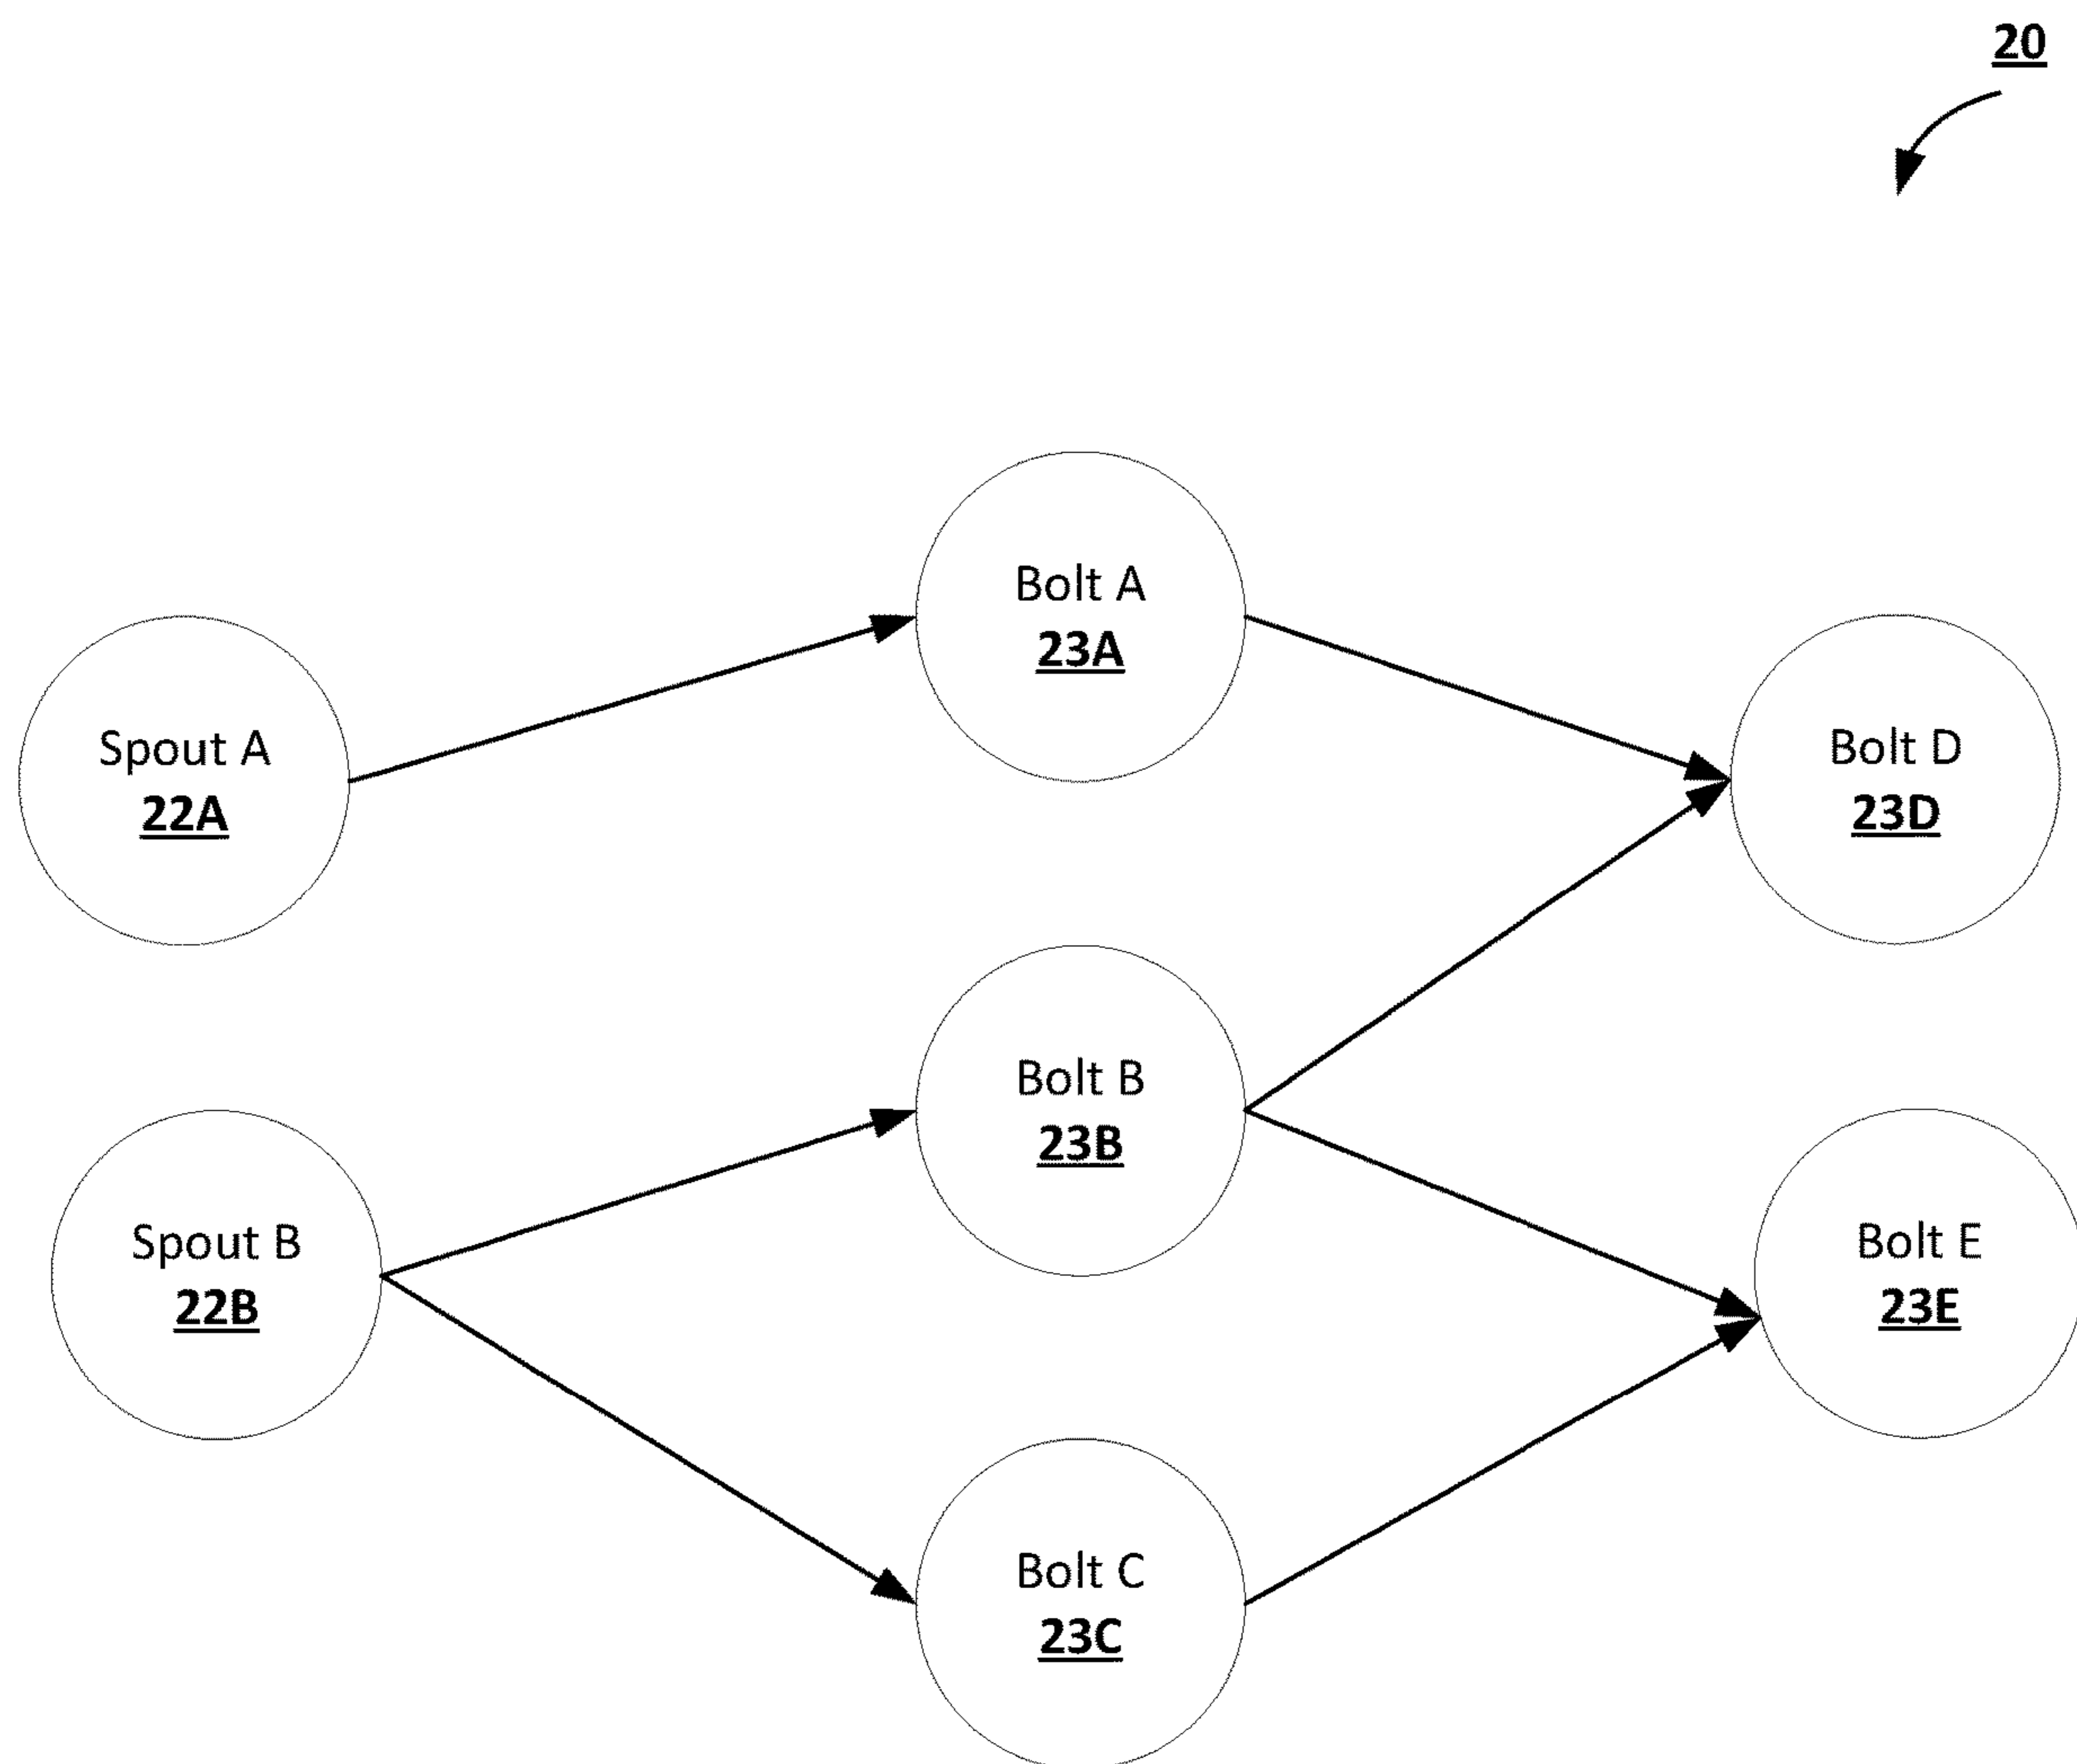 20
Bolt A
23A
Spout A
22A
Bolt D
23D
Bolt B
23B
Spout B
22B
Bolt E
23E
Bolt C
23C